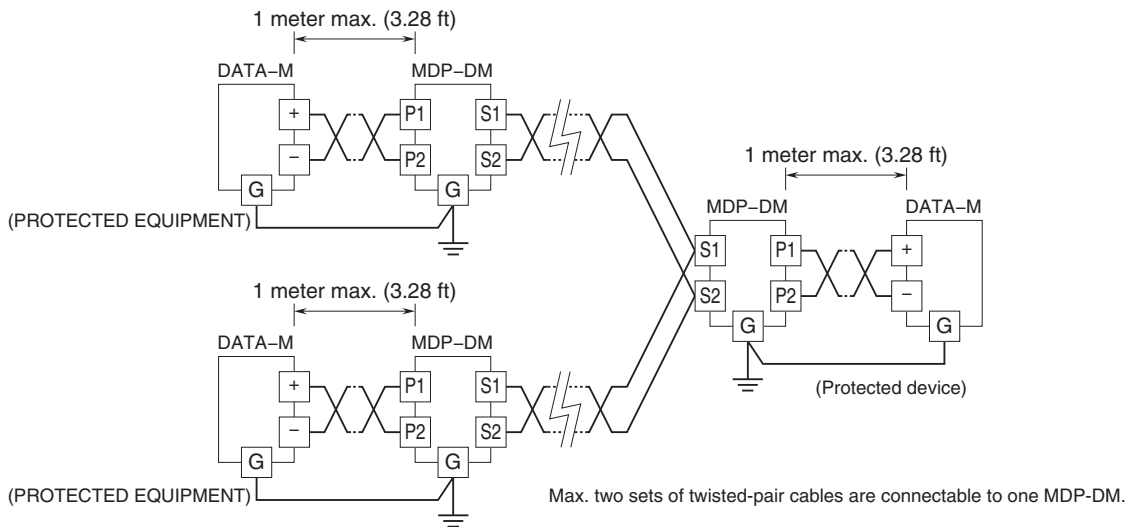 1 meter max. (3.28 ft)
DATA–M MDP–DM
+ P1 S1
– P2 S2
G G
(PROTECTED EQUIPMENT)
1 meter max. (3.28 ft)
MDP–DM DATA–M
S1 P1 +
S2 P2 –
G G
(Protected device)
1 meter max. (3.28 ft)
DATA–M MDP–DM
+ P1 S1
– P2 S2
G G
(PROTECTED EQUIPMENT)
Max. two sets of twisted-pair cables are connectable to one MDP-DM.